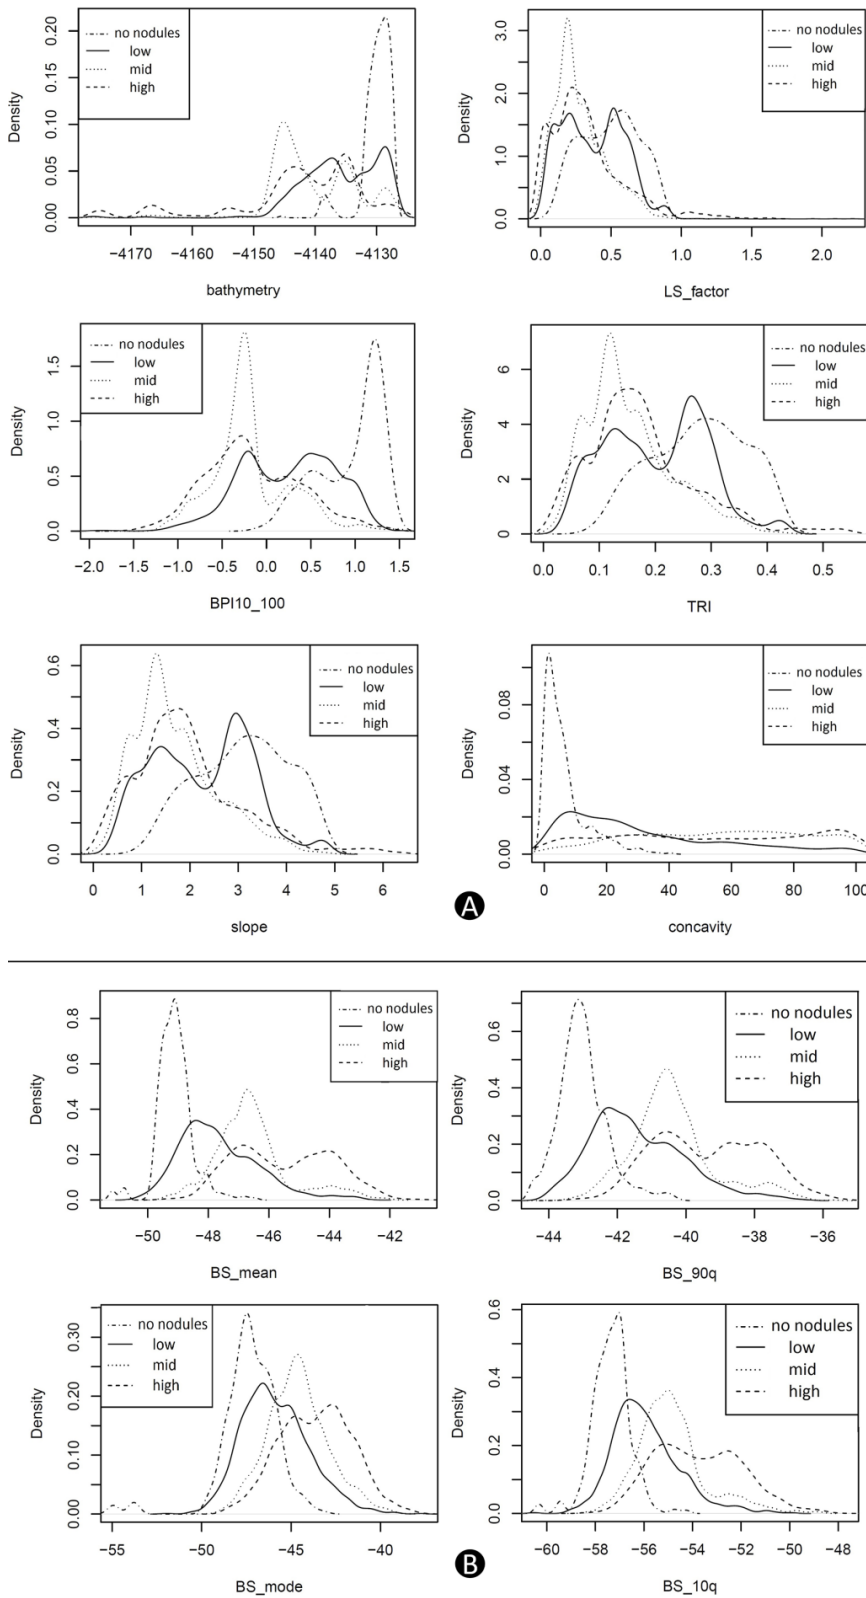 no nodules
low
mid
high
Density
0.00 0.05 0.10 0.15 0.20
−4170 −4160 −4150 −4140 −4130
bathymetry
no nodules
low
mid
high
Density
0.0 1.0 2.0 3.0
0.0 0.5 1.0 1.5 2.0
LS_factor
no nodules
low
mid
high
Density
0.0 0.5 1.0 1.5
−2.0 −1.5 −1.0 −0.5 0.0 0.5 1.0 1.5
BPI10_100
no nodules
low
mid
high
Density
0 2 4 6
0.0 0.1 0.2 0.3 0.4 0.5
TRI
no nodules
low
mid
high
Density
0.0 0.2 0.4 0.6
0 1 2 3 4 5 6
slope
no nodules
low
mid
high
Density
0.00 0.04 0.08
0 20 40 60 80 100
concavity
A
no nodules
low
mid
high
Density
0.0 0.2 0.4 0.6 0.8
−50 −48 −46 −44 −42
BS_mean
no nodules
low
mid
high
Density
0.0 0.2 0.4 0.6
−44 −42 −40 −38 −36
BS_90q
no nodules
low
mid
high
Density
0.00 0.10 0.20 0.30
−55 −50 −45 −40
BS_mode
no nodules
low
mid
high
Density
0.0 0.2 0.4 0.6
−60 −58 −56 −54 −52 −50 −48
BS_10q
B